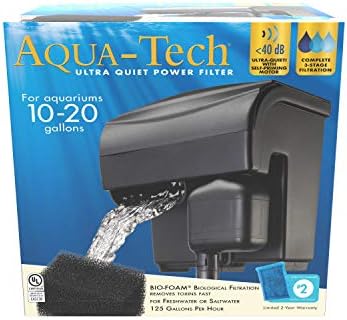 AQUA-TECH
ULTRA QUIET POWER FILTER
<40 dB
ULTRA-QUIET!
WITH
SELF-PRIMING
MOTOR
COMPLETE
3-STAGE
FILTRATION
For aquariums
10-20
gallons
UL
BIO-FOAM® BIOLOGICAL FILTRATION
REMOVES TOXINS FAST
FOR FRESHWATER OR SALTWATER
125 GALLONS PER HOUR
#2
Limited 2 Year Warranty